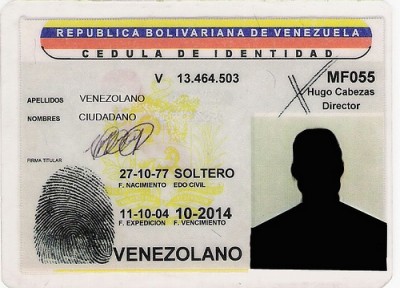 REPUBLICA BOLIVARIANA DE VENEZUELA
CEDULA DE IDENTIDAD
V 13.464.503
MF055
Hugo Cabezas
Director
APELLIDOS VENEZOLANO
NOMBRES CIUDADANO
FIRMA TITULAR
27-10-77 SOLTERO
F. NACIMIENTO EDO CIVIL
11-10-04 10-2014
F. EXPEDICION F. VENCIMIENTO
VENEZOLANO